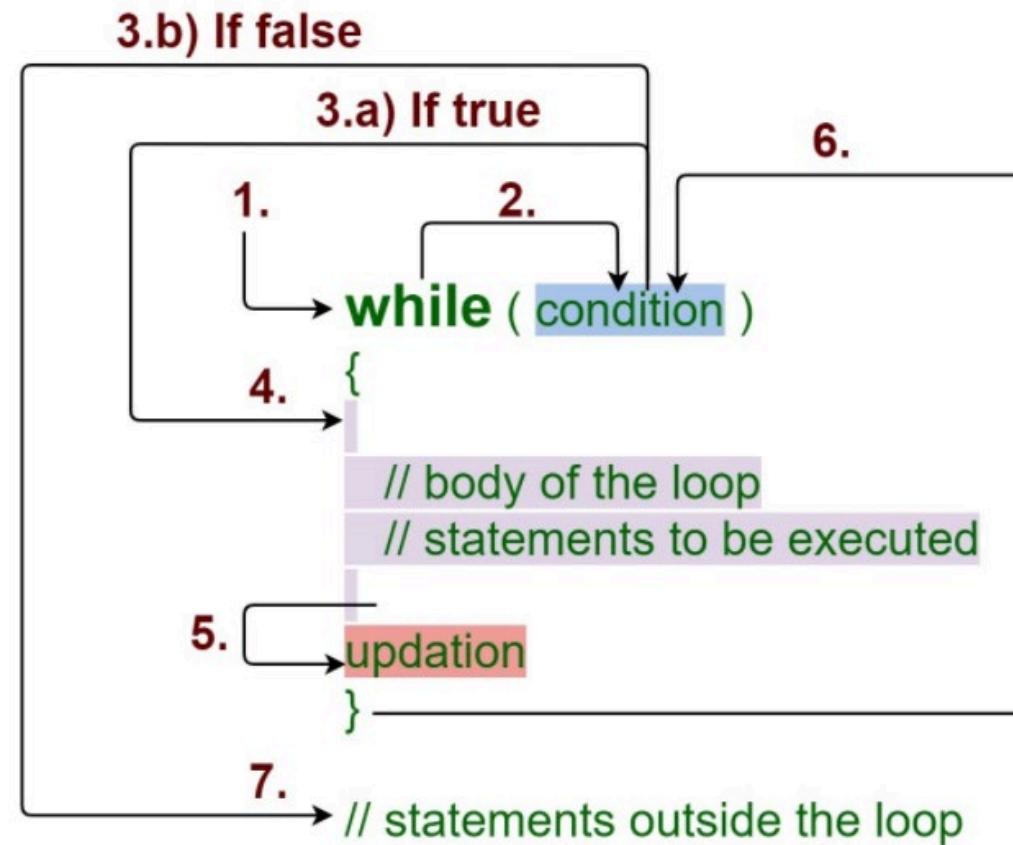 3.b) If false
3.a) If true
6.
1.
2.
while ( condition )
{
4.
// body of the loop
// statements to be executed
5.
updation
}
7.
// statements outside the loop